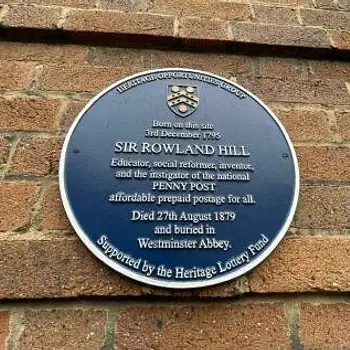 HERITAGE OPPORTUNITIES GROUP
Born on this site
3rd December 1795
SIR ROWLAND HILL
Educator, social reformer, inventor,
and the instigator of the national
PENNY POST
affordable prepaid postage for all.
Died 27th August 1879
and buried in
Westminster Abbey.
Supported by the Heritage Lottery Fund